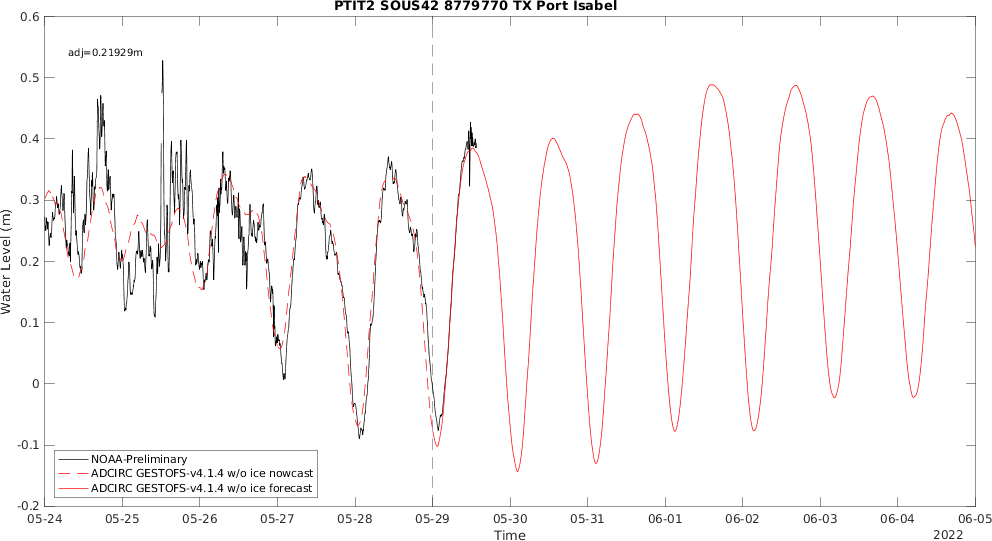 PTIT2 SOUS42 8779770 TX Port Isabel
0.6
adj=0.21929m
0.5
0.4
0.3
0.2
0.1
0
-0.1
-0.2
Water Level (m)
NOAA-Preliminary
ADCIRC GESTOFS-v4.1.4 w/o ice nowcast
ADCIRC GESTOFS-v4.1.4 w/o ice forecast
05-24 05-25 05-26 05-27 05-28 05-29 05-30 05-31 06-01 06-02 06-03 06-04 06-05
Time
2022